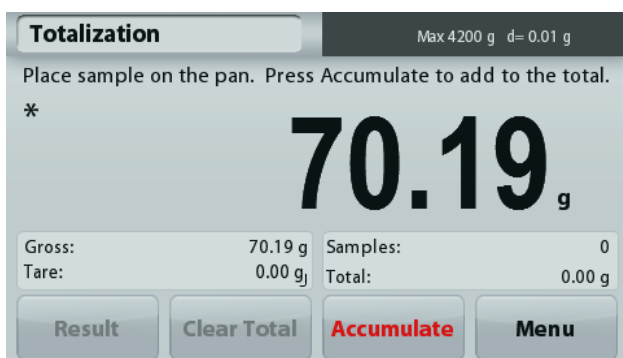 Totalization Max 4200 g d= 0.01 g
Place sample on the pan. Press Accumulate to add to the total.
*
70.19 g
Gross: 70.19 g Samples: 0
Tare: 0.00 g Total: 0.00 g
Result Clear Total Accumulate Menu